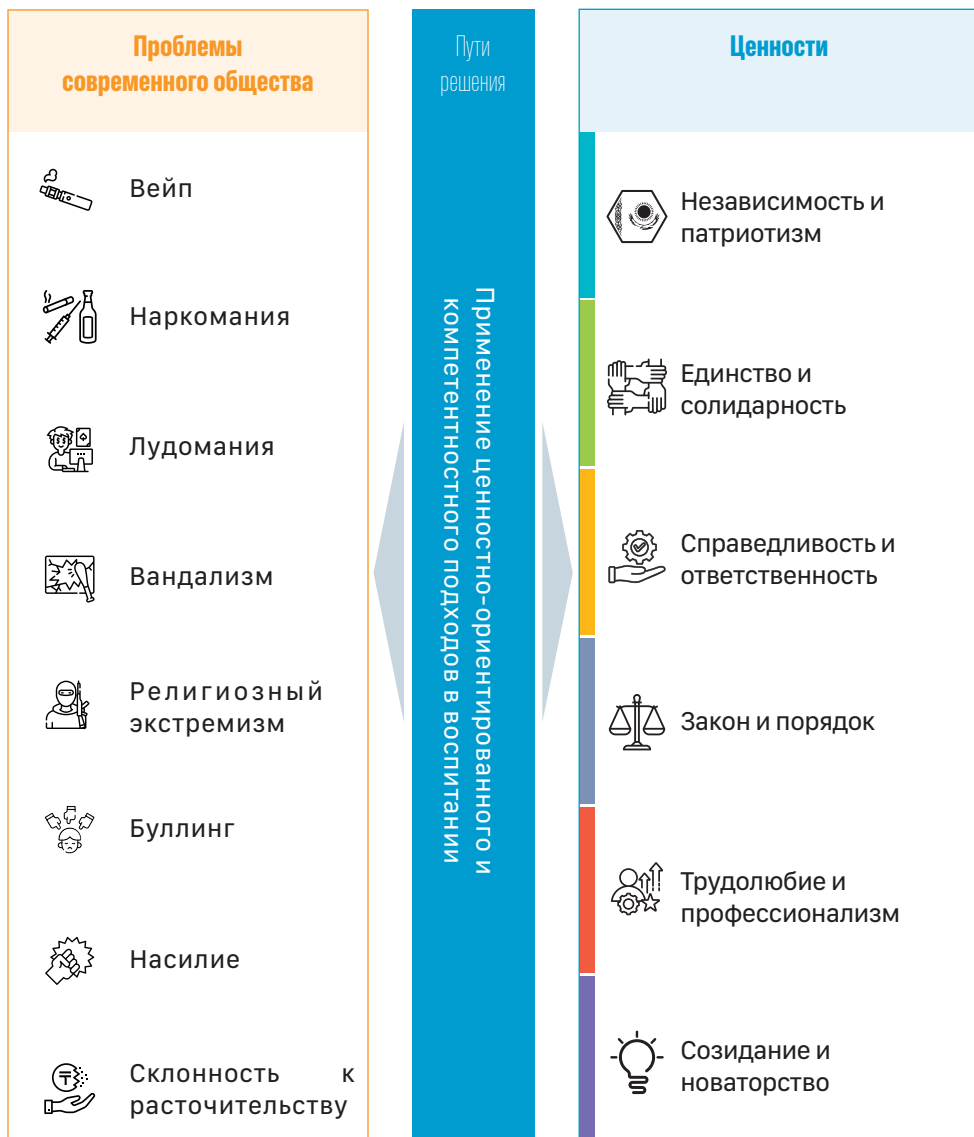 Проблемы
современного общества
Вейп
Наркомания
Лудомания
Вандализм
Религиозный
экстремизм
Буллинг
Насилие
Склонность к
расточительству
Пути
решения
Применение ценностно-ориентированного и
компетентностного подходов в воспитании
Ценности
Независимость и
патриотизм
Единство и
солидарность
Справедливость и
ответственность
Закон и порядок
Трудолюбие и
профессионализм
Созидание и
новаторство